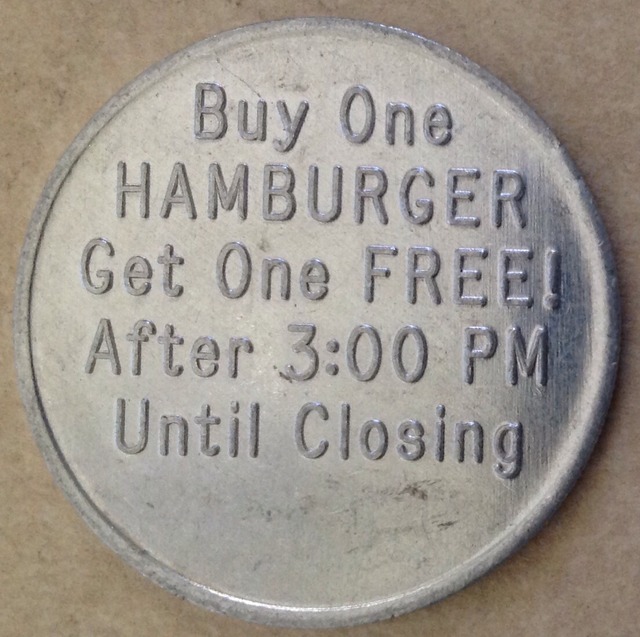 Buy One
HAMBURGER
Get One FREE!
After 3:00 PM
Until Closing